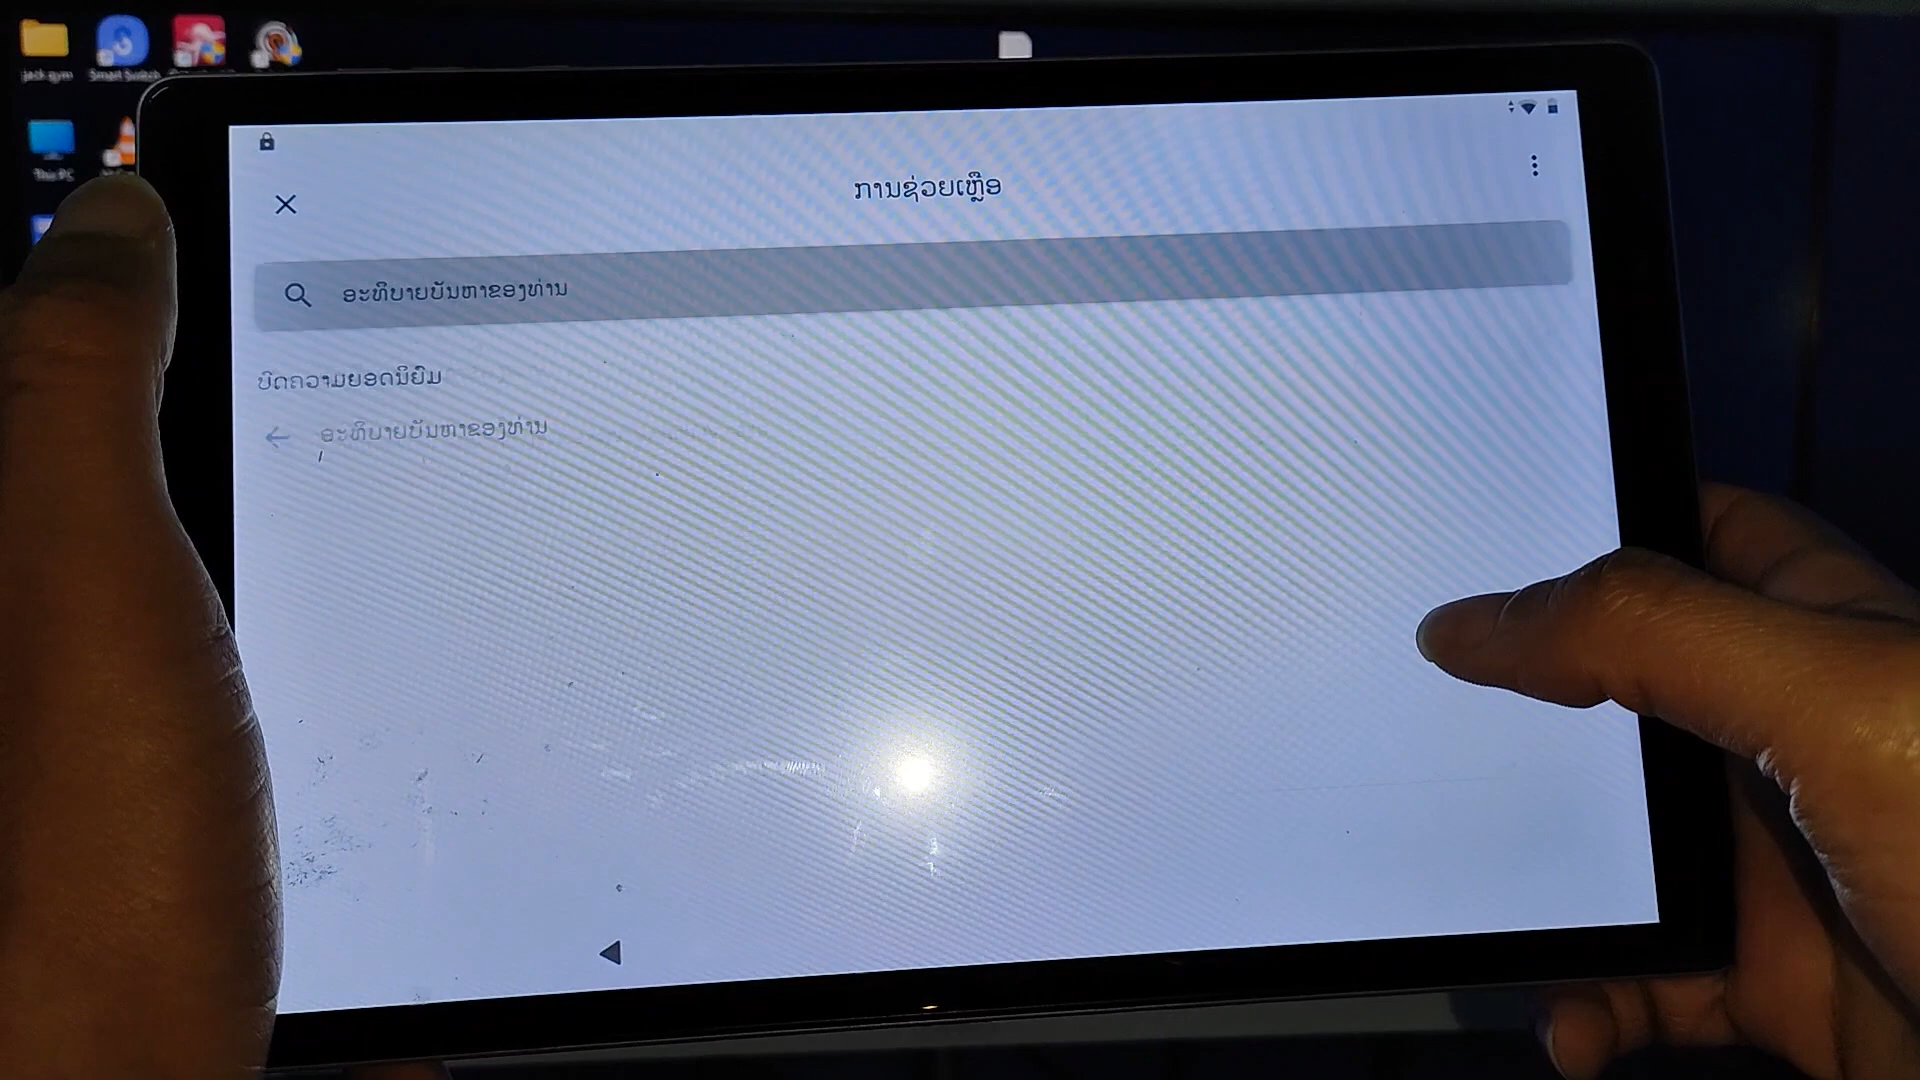 jack gym
Smart Switch
This PC
ການຊ່ວຍເຫຼືອ
ອະທິບາຍບັນຫາຂອງທ່ານ
ບົດຄວາມຍອດນິຍົມ
ອະທິບາຍບັນຫາຂອງທ່ານ